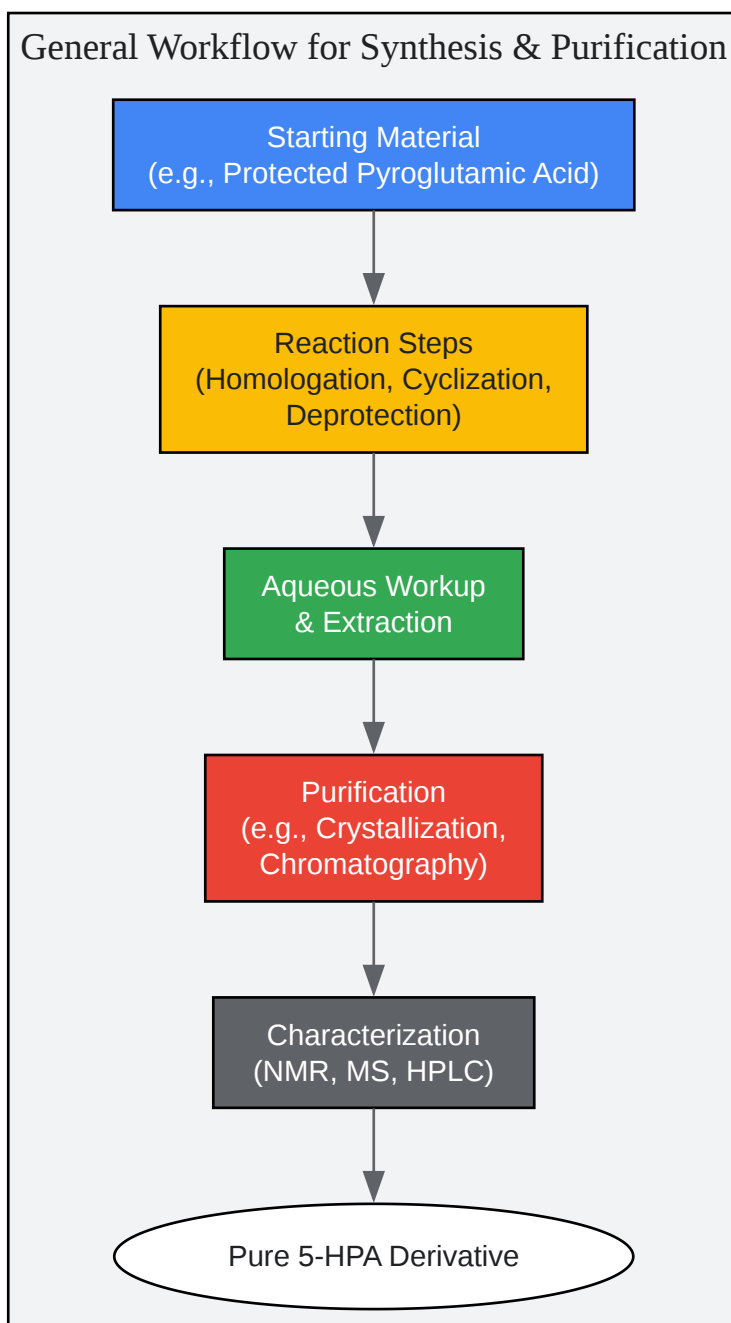 General Workflow for Synthesis & Purification
Starting Material
(e.g., Protected Pyroglutamic Acid)
Reaction Steps
(Homologation, Cyclization,
Deprotection)
Aqueous Workup
& Extraction
Purification
(e.g., Crystallization,
Chromatography)
Characterization
(NMR, MS, HPLC)
Pure 5-HPA Derivative